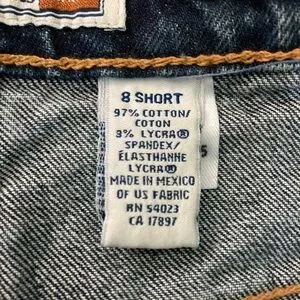 8 SHORT
97% COTTON/
COTON
3% LYCRA®
SPANDEX/
ÉLASTHANNE
LYCRA®
MADE IN MEXICO
OF US FABRIC
RN 54023
CA 17897